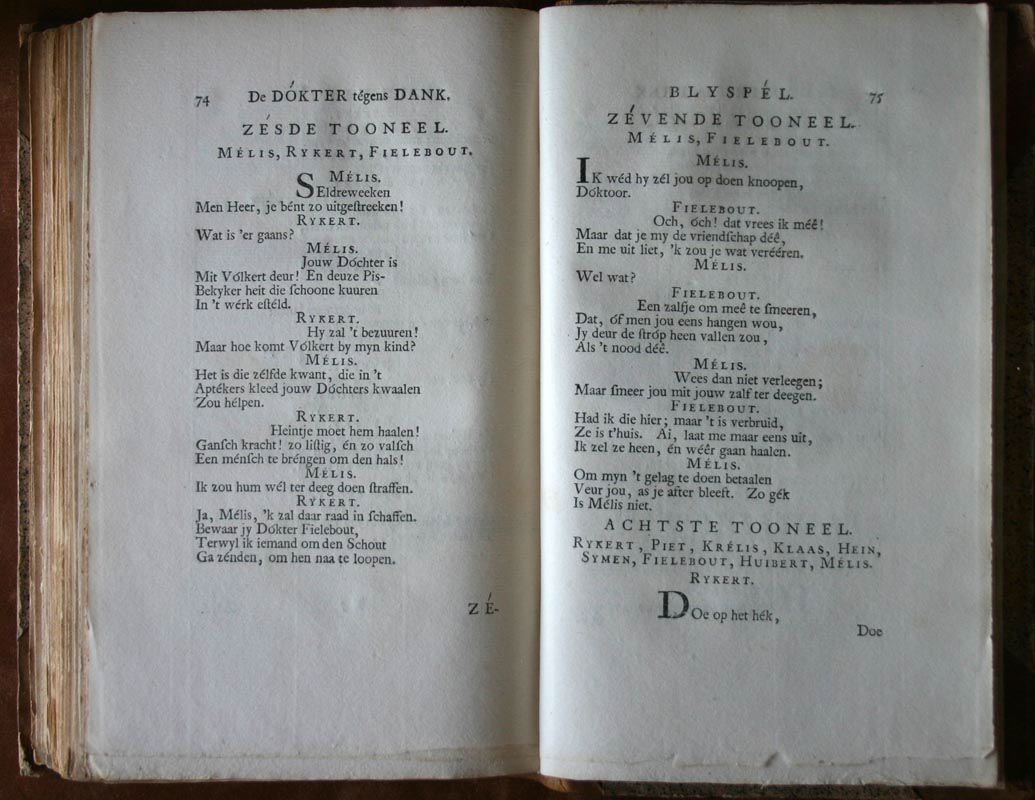 74 De DÓKTER tégens DANK.
ZÉSDE TOONEEL.
MÉLIS, RYKERT, FIELEBOUT.
MÉLIS.
SEldreweeken
Men Heer, je bént zo uitgeſtreeken!
RYKERT.
Wat is 'er gaans?
MÉLIS.
Jouw Dóchter is
Mit Vólkert deur! En deuze Pis-
Bekyker heit die ſchoone kuuren
In 't wérk eſtéld.
RYKERT.
Hy zal 't bezuuren!
Maar hoe komt Vólkert by myn kind?
MÉLIS.
Het is die zélfde kwant, die in 't
Aptékers kleed jouw Dóchters kwaalen
Zou hélpen.
RYKERT.
Heintje moet hem haalen!
Ganſch kracht! zo liſtig, én zo valſch
Een ménſch te bréngen om den hals!
MÉLIS.
Ik zou hum wél ter deeg doen ſtraffen.
RYKERT.
Ja, Mélis, 'k zal daar raad in ſchaffen.
Bewaar jy Dókter Fielebout,
Terwyl ik iemand om den Schout
Ga zénden, om hen naa te loopen.
ZÉ-
BLYSPÉL. 75
ZÉVENDE TOONEEL.
MÉLIS, FIELEBOUT.
MÉLIS.
IK wéd hy zél jou op doen knoopen,
Dóktoor.
FIELEBOUT.
Och, óch! dat vrees ik méê!
Maar dat je my de vriendſchap déê,
En me uit liet, 'k zou je wat verééren.
MÉLIS.
Wel wat?
FIELEBOUT.
Een zalfje om meê te ſmeeren,
Dat, óf men jou eens hangen wou,
Jy deur de ſtróp heen vallen zou,
Als 't nood déê.
MÉLIS.
Wees dan niet verleegen;
Maar ſmeer jou mit jouw zalf ter deegen.
FIELEBOUT.
Had ik die hier; maar 't is verbruid,
Ze is t'huis. Ai, laat me maar eens uit,
Ik zel ze heen, én wéêr gaan haalen.
MÉLIS.
Om myn 't gelag te doen betaalen
Veur jou, as je after bleeft. Zo gék
Is Mélis niet.
ACHTSTE TOONEEL.
RYKERT, PIET, KRÉLIS, KLAAS, HEIN,
SYMEN, FIELEBOUT, HUIBERT, MÉLIS.
RYKERT.
DOe op het hék,
Doe